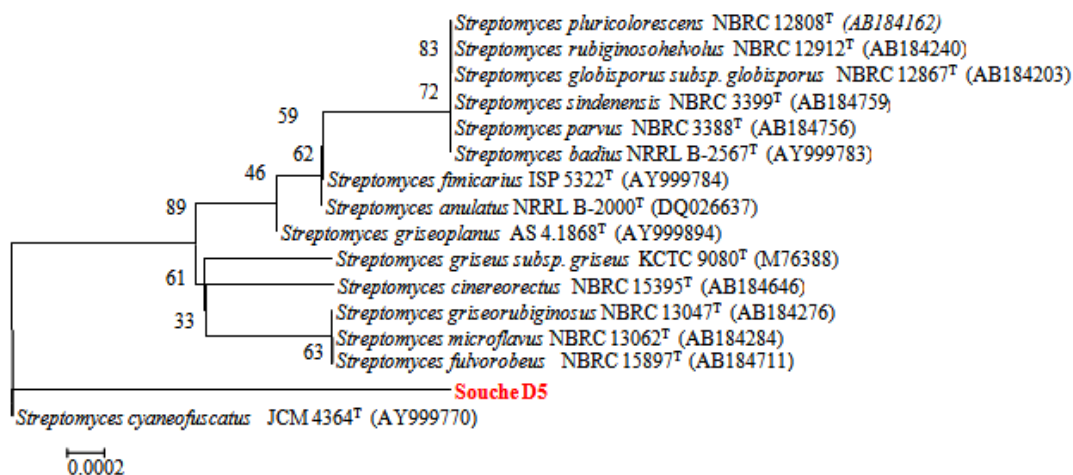 Streptomyces pluricolorescens NBRC 12808ᵀ (AB184162)
83 Streptomyces rubiginosohelvolus NBRC 12912ᵀ (AB184240)
Streptomyces globisporus subsp. globisporus NBRC 12867ᵀ (AB184203)
72 Streptomyces sindenensis NBRC 3399ᵀ (AB184759)
59 Streptomyces parvus NBRC 3388ᵀ (AB184756)
62 Streptomyces badius NRRL B-2567ᵀ (AY999783)
46 Streptomyces fimicarius ISP 5322ᵀ (AY999784)
89 Streptomyces anulatus NRRL B-2000ᵀ (DQ026637)
Streptomyces griseoplanus AS 4.1868ᵀ (AY999894)
Streptomyces griseus subsp. griseus KCTC 9080ᵀ (M76388)
61 Streptomyces cinereorectus NBRC 15395ᵀ (AB184646)
33 Streptomyces griseorubiginosus NBRC 13047ᵀ (AB184276)
Streptomyces microflavus NBRC 13062ᵀ (AB184284)
63 Streptomyces fulvorobeus NBRC 15897ᵀ (AB184711)
Souche D5
Streptomyces cyaneofuscatus JCM 4364ᵀ (AY999770)
0.0002